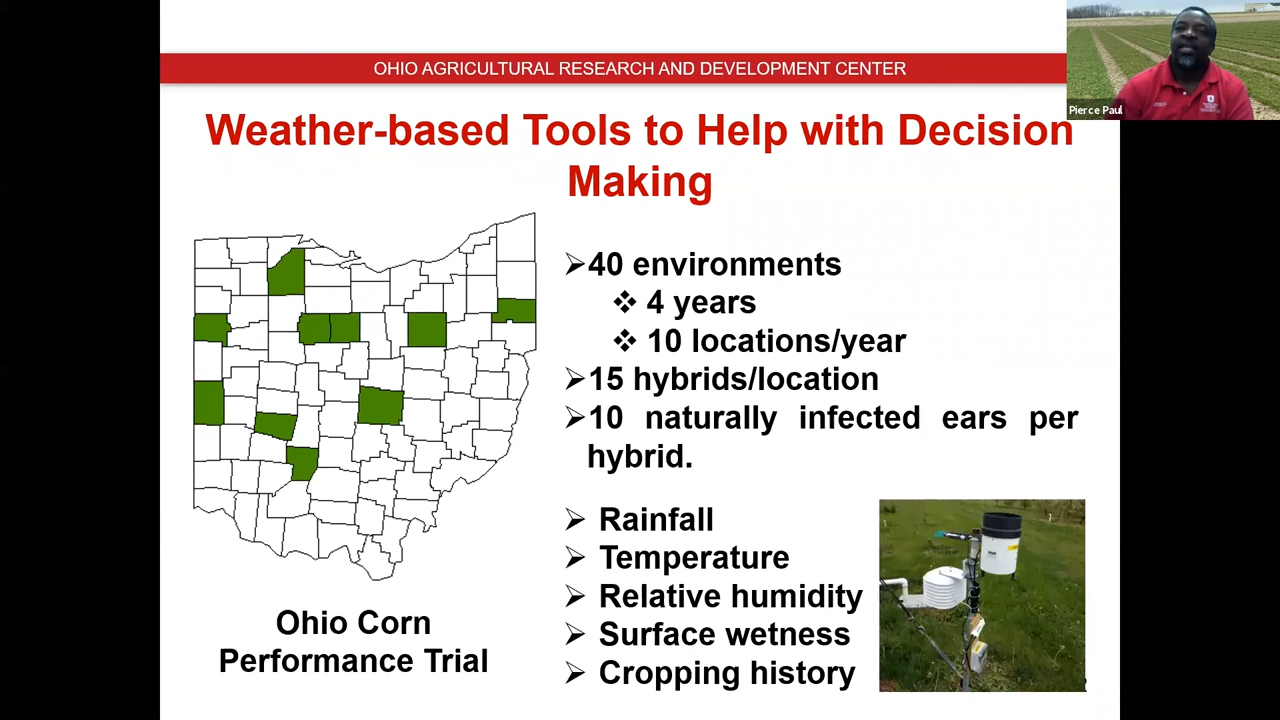 OHIO AGRICULTURAL RESEARCH AND DEVELOPMENT CENTER
Pierce Paul
Weather-based Tools to Help with Decision
Making
➢40 environments
❖ 4 years
❖ 10 locations/year
➢15 hybrids/location
➢10 naturally infected ears per
hybrid.
➢ Rainfall
➢ Temperature
➢ Relative humidity
➢ Surface wetness
➢ Cropping history
Ohio Corn
Performance Trial